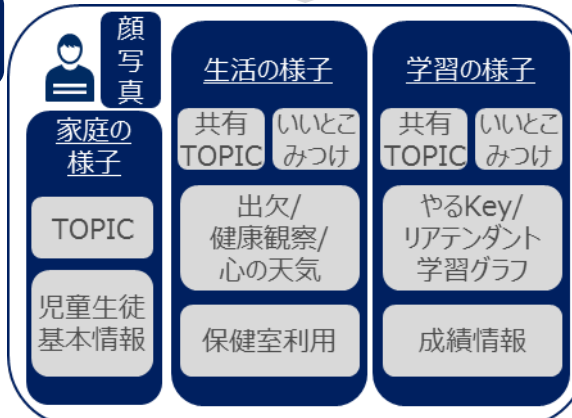 顔
写
真
家庭の
様子
TOPIC
児童生徒
基本情報
生活の様子
共有
TOPIC
いいとこ
みつけ
出欠/
健康観察/
心の天気
保健室利用
学習の様子
共有
TOPIC
いいとこ
みつけ
やるKey/
リアテンダント
学習グラフ
成績情報